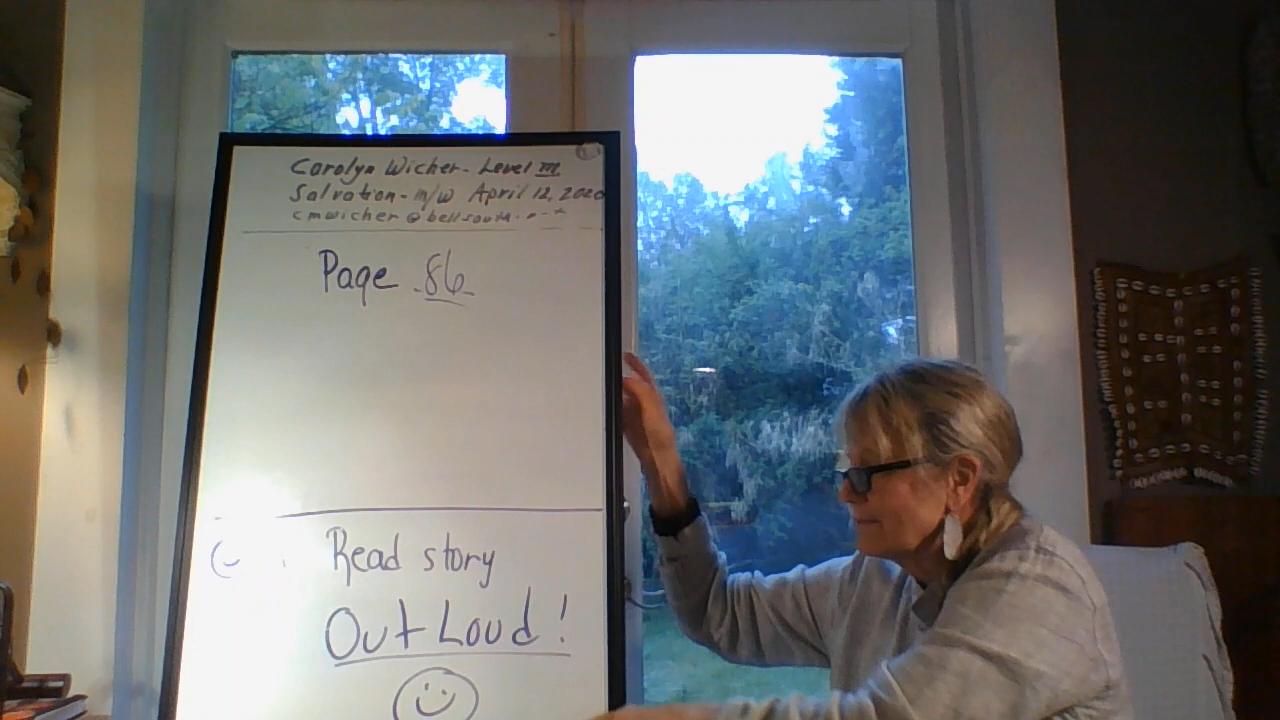 Carolyn Wicher - Level III
Salvation - m/w April 12, 2020
cmwicher@bellsouth
Page 86
Read story
Out Loud!